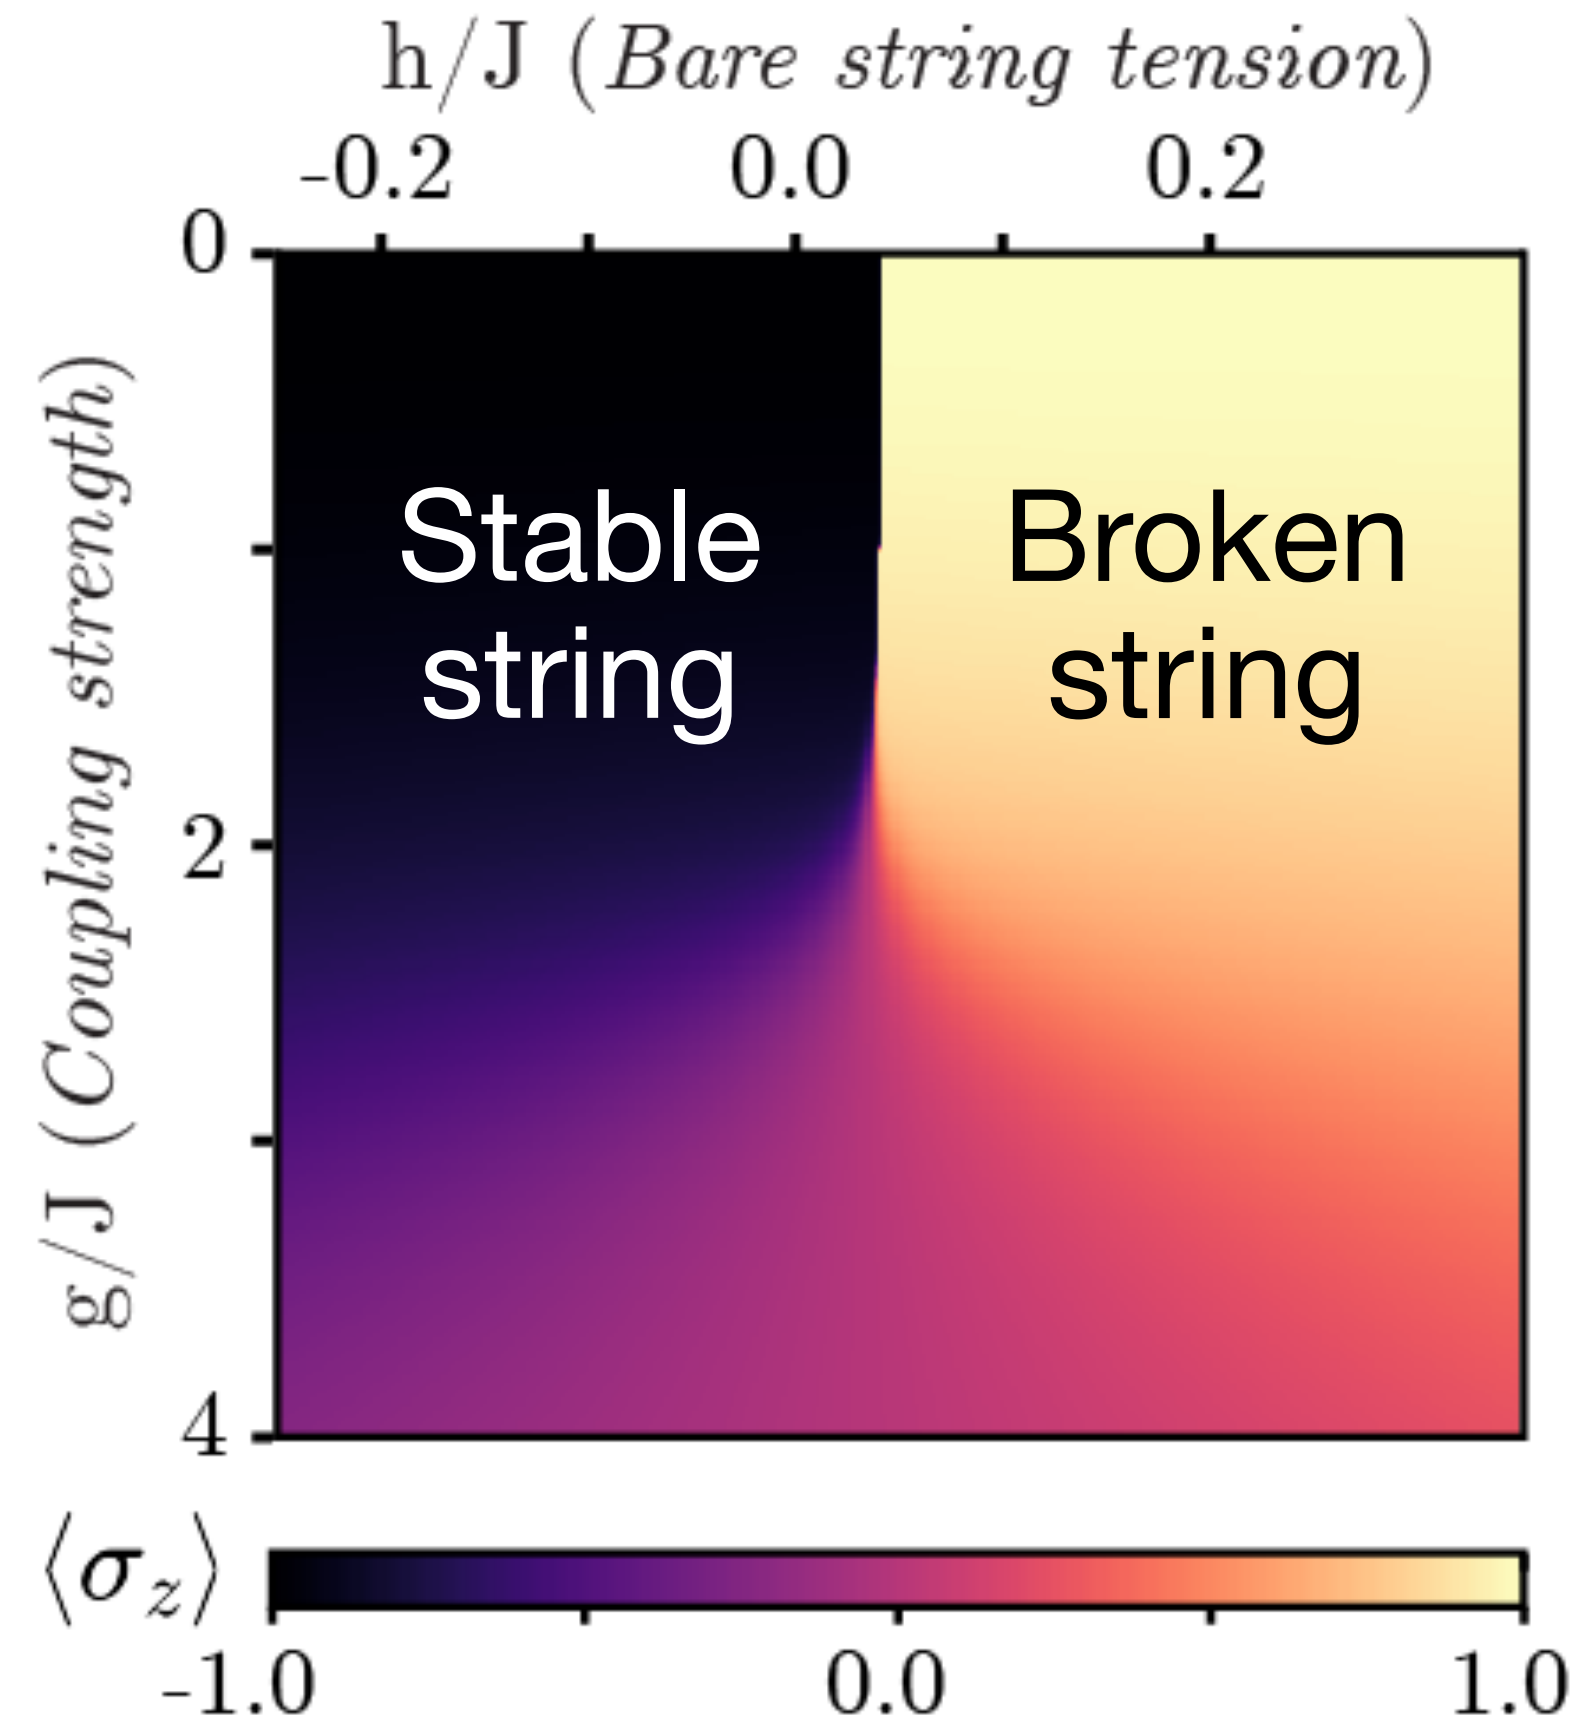 h/J (Bare string tension)
-0.2 0.0 0.2
0
2
4
g/J (Coupling strength)
Stable
string
Broken
string
⟨σz⟩
-1.0 0.0 1.0